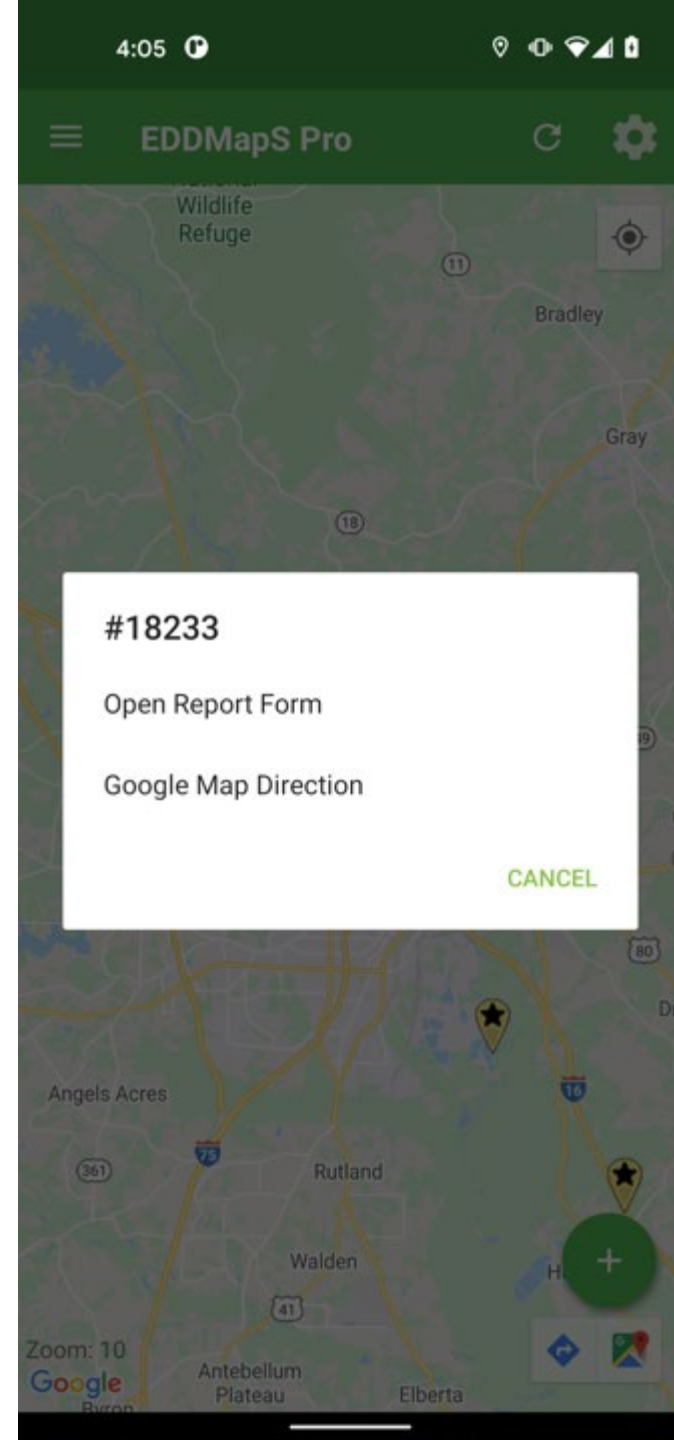 4:05
EDDMapS Pro
Wildlife
Refuge
11
Bradley
Gray
18
#18233
Open Report Form
Google Map Direction
CANCEL
80
Angels Acres
16
75
361
Rutland
Walden
41
Zoom: 10
Google
Antebellum
Plateau
Elberta
Byron